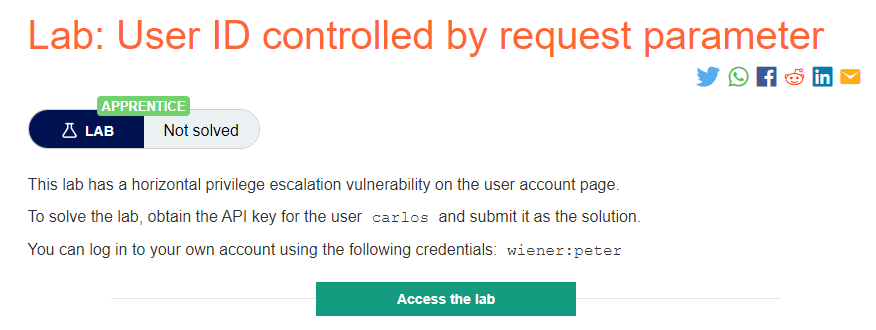 Lab: User ID controlled by request parameter
APPRENTICE
LAB Not solved
This lab has a horizontal privilege escalation vulnerability on the user account page.
To solve the lab, obtain the API key for the user carlos and submit it as the solution.
You can log in to your own account using the following credentials: wiener:peter
Access the lab